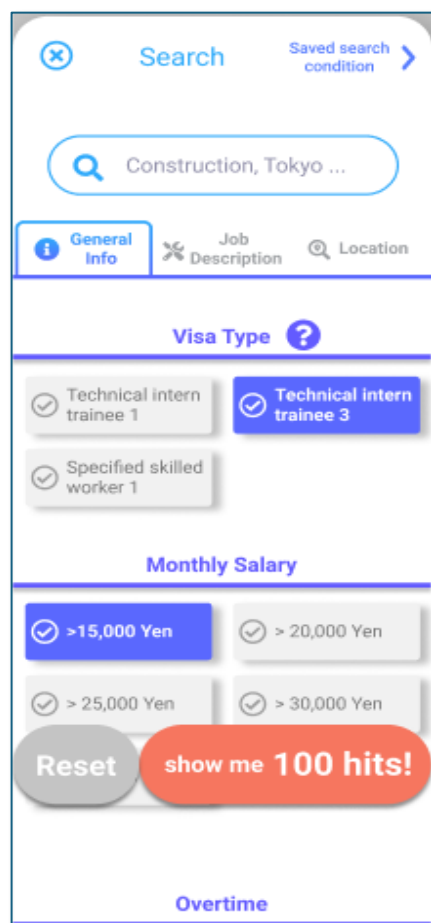 Search
Saved search
condition
Construction, Tokyo ...
General
Info
Job
Description
Location
Visa Type ?
Technical intern
trainee 1
Technical intern
trainee 3
Specified skilled
worker 1
Monthly Salary
>15,000 Yen
> 20,000 Yen
> 25,000 Yen
> 30,000 Yen
Reset
show me 100 hits!
Overtime